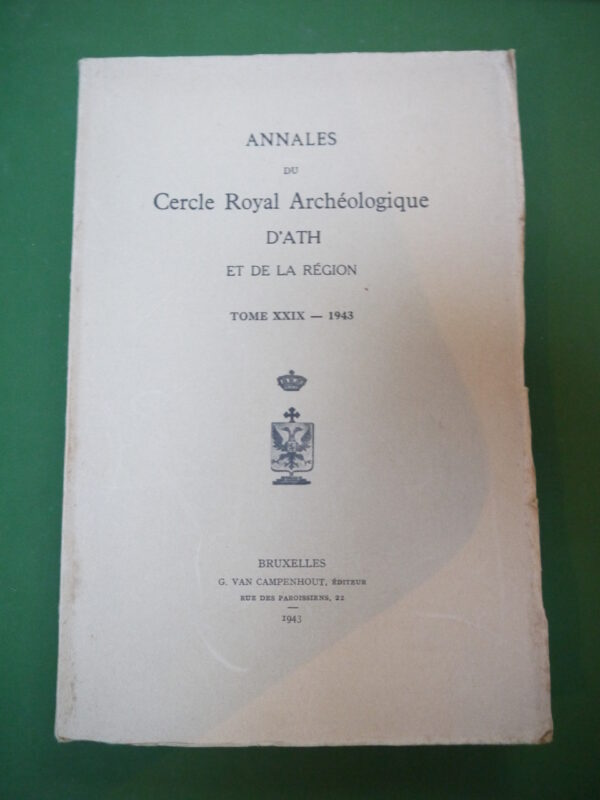 ANNALES
DU
Cercle Royal Archéologique
D'ATH
ET DE LA RÉGION
TOME XXIX — 1943
BRUXELLES
G. VAN CAMPENHOUT, ÉDITEUR
RUE DES PAROISSIENS, 22
1943